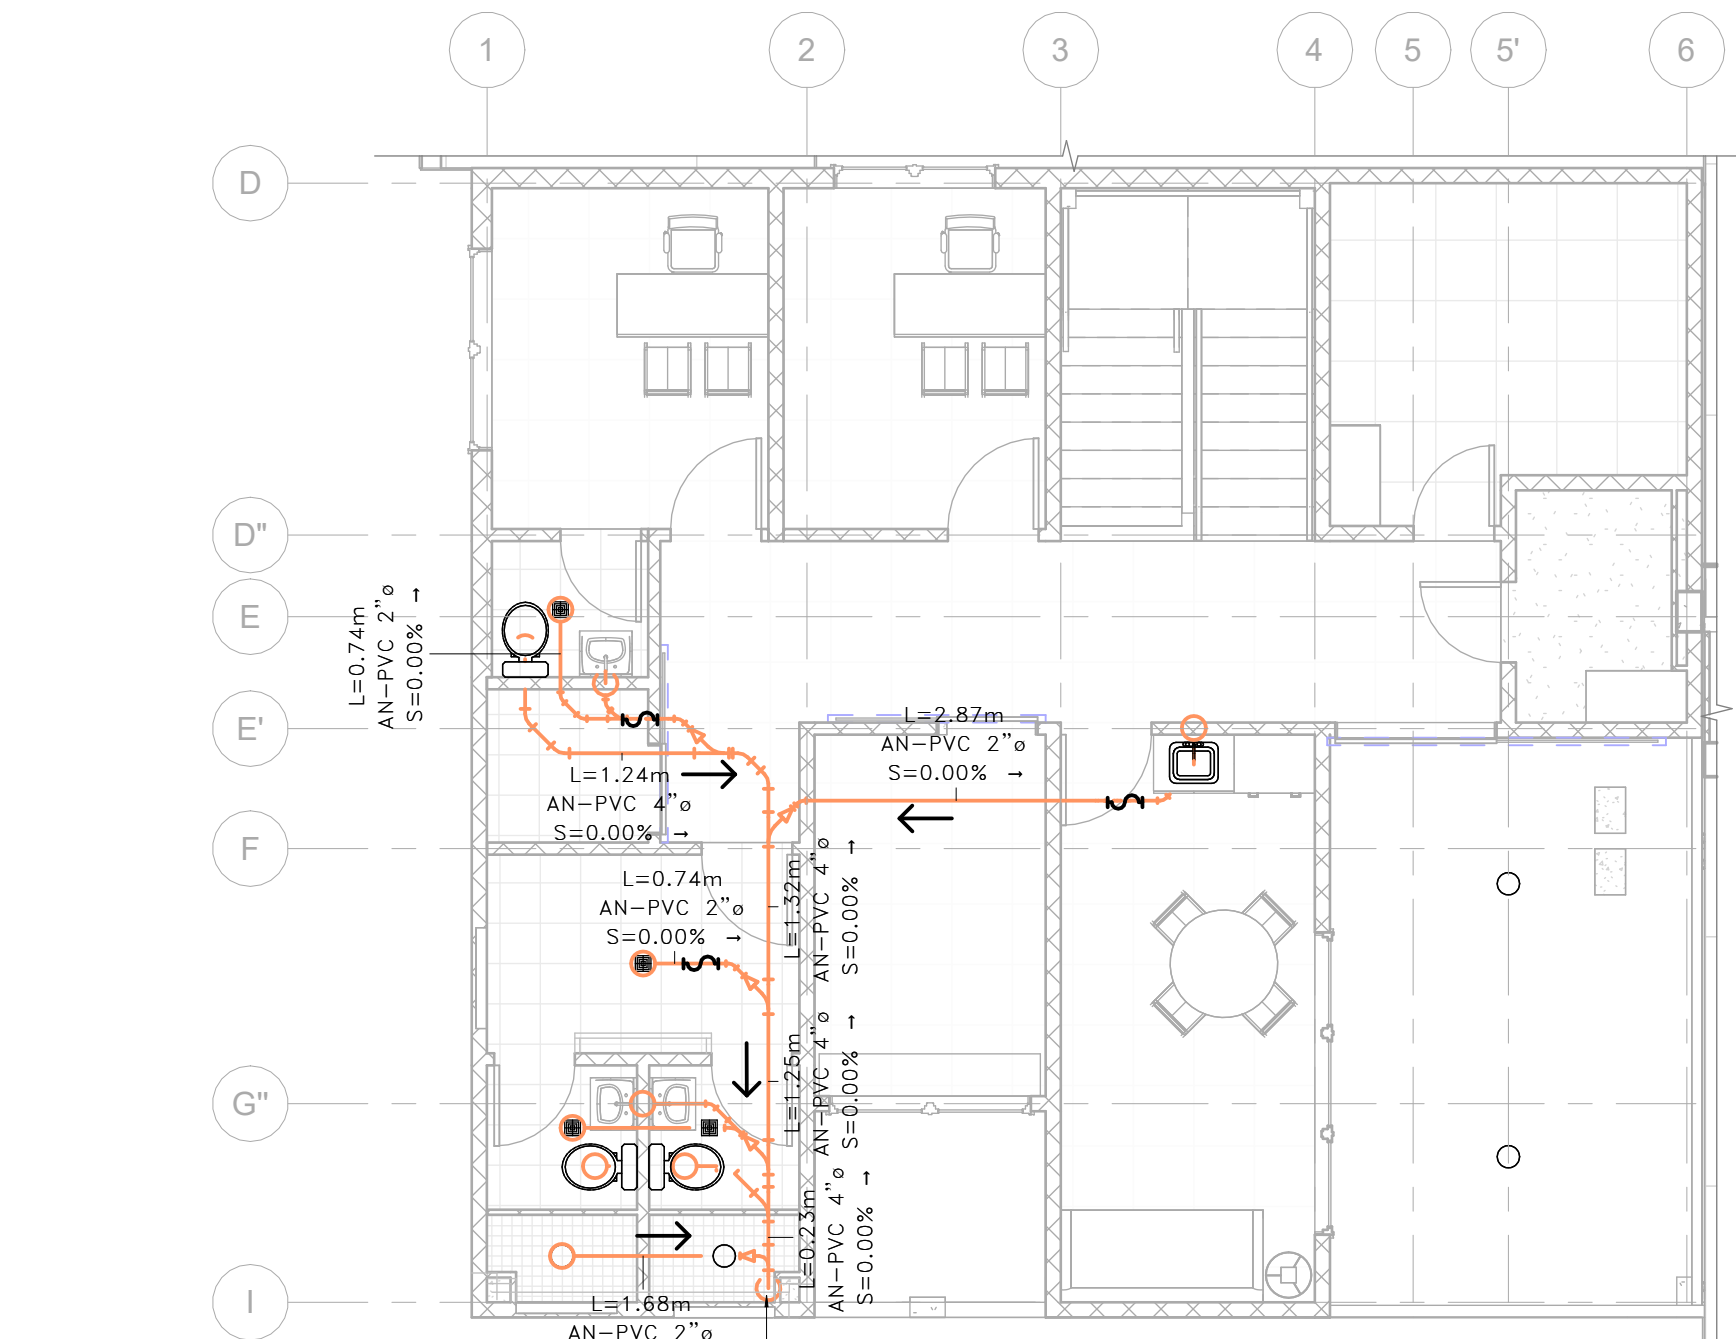 1
2
3
4
5
5'
6
D
D"
E
E'
F
G"
I
L=0.74m
AN-PVC 2"ø
S=0.00% →
L=2.87m
AN-PVC 2"ø
S=0.00% →
L=1.24m
AN-PVC 4"ø
S=0.00% →
L=0.74m
AN-PVC 2"ø
S=0.00% →
L=1.32m
AN-PVC 4"ø
S=0.00% →
L=1.25m
AN-PVC 4"ø
S=0.00% →
L=0.23m
AN-PVC 4"ø
S=0.00% →
L=1.68m
AN-PVC 2"ø